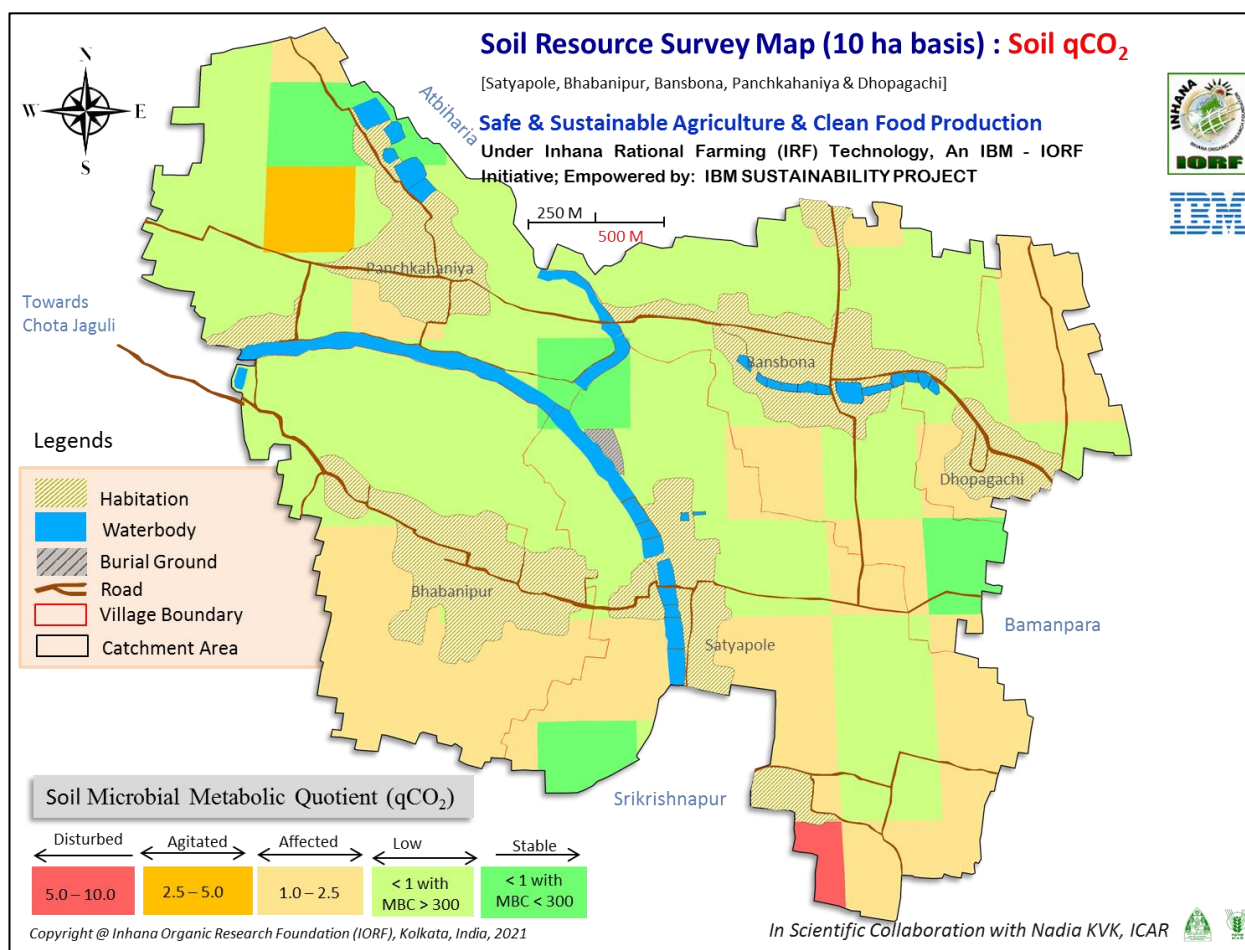 Soil Resource Survey Map (10 ha basis) : Soil qCO₂
[Satyapole, Bhabanipur, Bansbona, Panchkahaniya & Dhopagachi]
Safe & Sustainable Agriculture & Clean Food Production
Under Inhana Rational Farming (IRF) Technology, An IBM - IORF
Initiative; Empowered by: IBM SUSTAINABILITY PROJECT
N
W E
S
Atbiharia
INHANA
IORF
IBM
250 M
500 M
Panchkahaniya
Towards
Chota Jaguli
Bansbona
Dhopagachi
Bhabanipur
Satyapole
Bamanpara
Srikrishnapur
Legends
Habitation
Waterbody
Burial Ground
Road
Village Boundary
Catchment Area
Soil Microbial Metabolic Quotient (qCO₂)
Disturbed Agitated Affected Low Stable
5.0 – 10.0 2.5 – 5.0 1.0 – 2.5 < 1 with MBC > 300 < 1 with MBC < 300
Copyright @ Inhana Organic Research Foundation (IORF), Kolkata, India, 2021
In Scientific Collaboration with Nadia KVK, ICAR